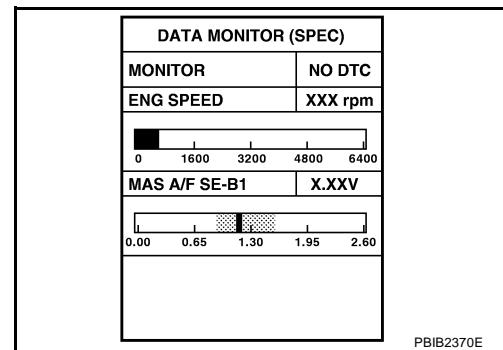 DATA MONITOR (SPEC)
MONITOR NO DTC
ENG SPEED XXX rpm
0 1600 3200 4800 6400
MAS A/F SE-B1 X.XXV
0.00 0.65 1.30 1.95 2.60
PBIB2370E